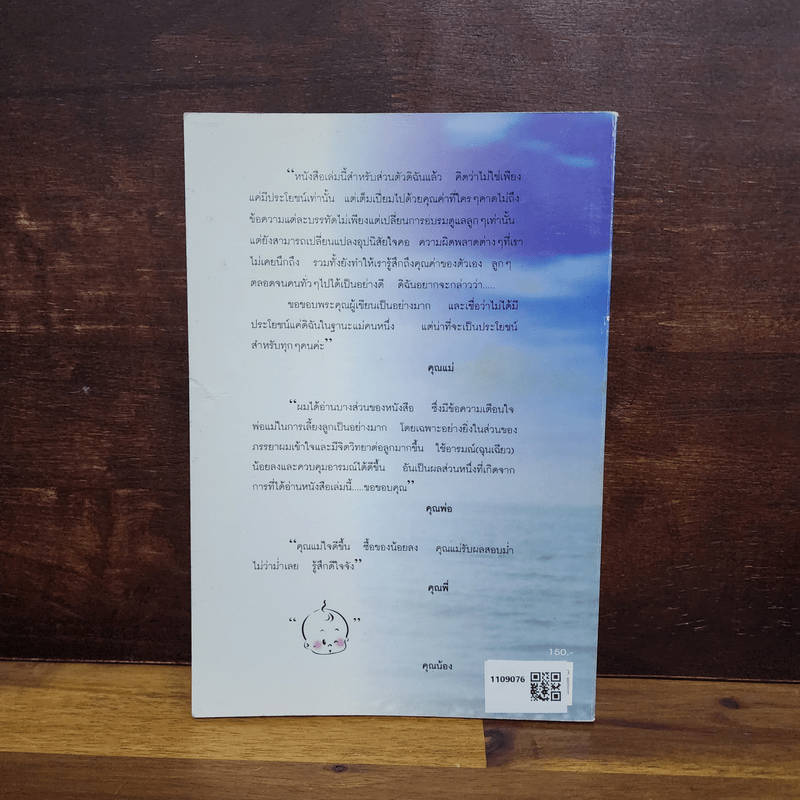 “หนังสือเล่มนี้สำหรับส่วนตัวดิฉันแล้ว คิดว่าไม่ใช่เพียง
แค่มีประโยชน์เท่านั้น แต่เต็มเปี่ยมไปด้วยคุณค่าที่ใครๆคาดไม่ถึง
ข้อความแต่ละบรรทัดไม่เพียงแต่เปลี่ยนการอบรมดูแลลูกๆเท่านั้น
แต่ยังสามารถเปลี่ยนแปลงอุปนิสัยใจคอ ความผิดพลาดต่างๆที่เรา
ไม่เคยนึกถึง รวมทั้งยังทำให้เรารู้สึกถึงคุณค่าของตัวเอง ลูกๆ
ตลอดจนคนทั่วๆไปได้เป็นอย่างดี ดิฉันอยากจะกล่าวว่า.....
ขอขอบพระคุณผู้เขียนเป็นอย่างมาก และเชื่อว่าไม่ได้มี
ประโยชน์แค่ดิฉันในฐานะแม่คนหนึ่ง แต่น่าที่จะเป็นประโยชน์
สำหรับทุกๆคนค่ะ”
คุณแม่
“ผมได้อ่านบางส่วนของหนังสือ ซึ่งมีข้อความเตือนใจ
พ่อแม่ในการเลี้ยงลูกเป็นอย่างมาก โดยเฉพาะอย่างยิ่งในส่วนของ
ภรรยาผมเข้าใจและมีจิตวิทยาต่อลูกมากขึ้น ใช้อารมณ์(ฉุนเฉียว)
น้อยลงและควบคุมอารมณ์ได้ดีขึ้น อันเป็นผลส่วนหนึ่งที่เกิดจาก
การที่ได้อ่านหนังสือเล่มนี้.....ขอขอบคุณ”
คุณพ่อ
“คุณแม่ใจดีขึ้น ซื้อของน้อยลง คุณแม่รับผลสอบม่ำ
ไม่ว่าม่ำเลย รู้สึกดีใจจัง”
คุณพี่
“ ”
คุณน้อง
150.-
1109076